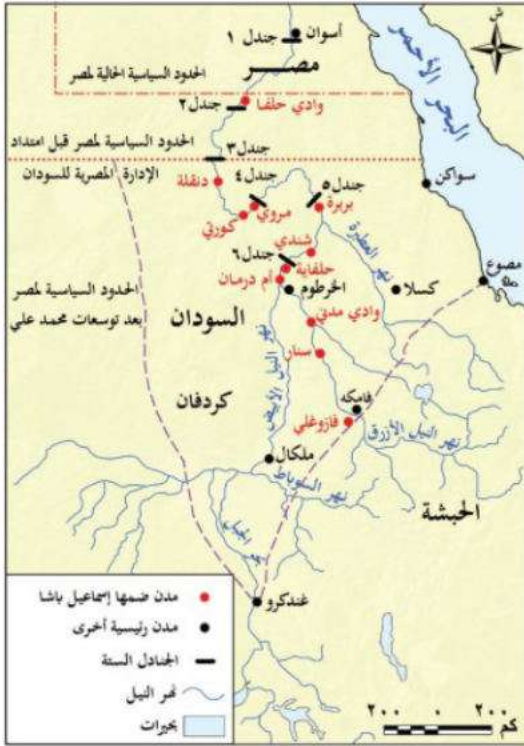 ش
أسوان
جندل ١
مصر
البحر الأحمر
الحدود السياسية الحالية لمصر
وادي حلفا
جندل ٢
الحدود السياسية لمصر قبل امتداد
الإدارة المصرية للسودان
جندل ٣
دنقلة
جندل ٤
جندل ٥
سواكن
مروي
بربرة
كورتي
شندي
نهر العطبرة
جندل ٦
حلفاية
أم درمان
الخرطوم
كسلا
مصوع
الحدود السياسية لمصر
بعد توسعات محمد علي
السودان
وادي مدني
سنار
كردفان
نهر النيل الأبيض
فامكه
فازوغلي
نهر النيل الأزرق
ملكال
نهر السوباط
الحبشة
بحر الجبل
غندكرو
مدن ضمها إسماعيل باشا
مدن رئيسية أخرى
الجنادل الستة
نهر النيل
بحيرات
٢٠٠ ٠ ٢٠٠
كم